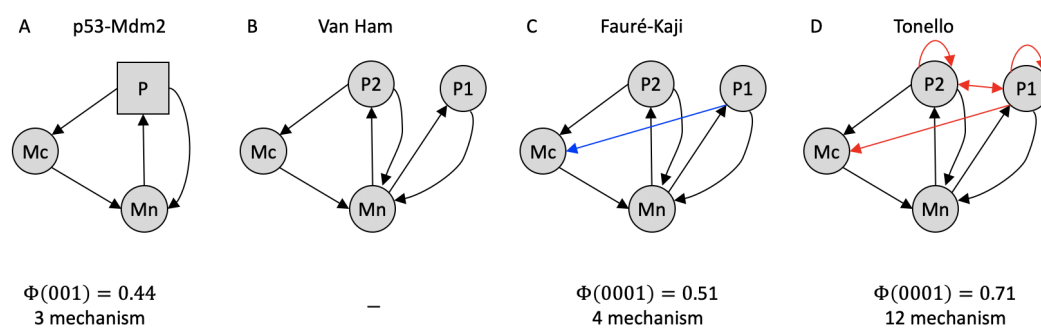 A p53-Mdm2
P
Mc
Mn
Φ(001) = 0.44
3 mechanism
B Van Ham
P2
P1
Mc
Mn
–
C Fauré-Kaji
P2
P1
Mc
Mn
Φ(0001) = 0.51
4 mechanism
D Tonello
P2
P1
Mc
Mn
Φ(0001) = 0.71
12 mechanism